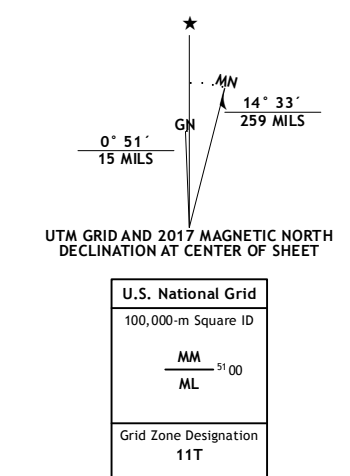 ★
MN
GN
14° 33´
259 MILS
0° 51´
15 MILS
UTM GRID AND 2017 MAGNETIC NORTH
DECLINATION AT CENTER OF SHEET
U.S. National Grid
100,000-m Square ID
MM
51 00
ML
Grid Zone Designation
11T